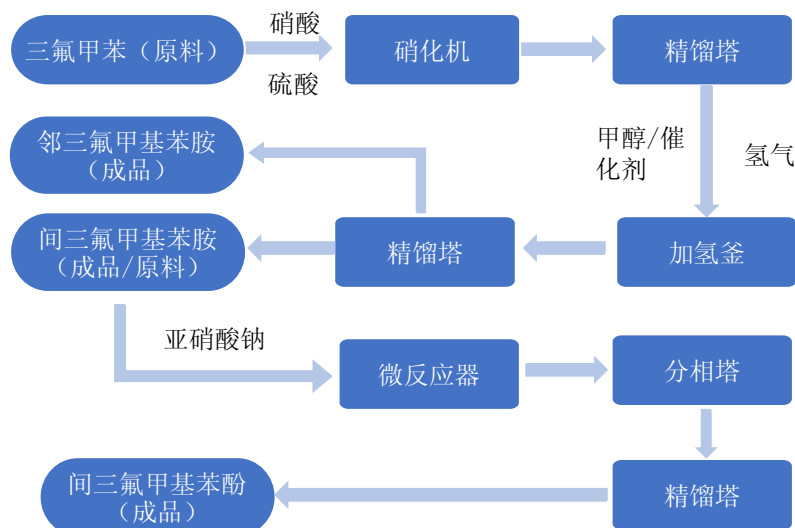 三氟甲苯（原料）
硝酸
硫酸
硝化机
精馏塔
甲醇/催
化剂
氢气
邻三氟甲基苯胺
（成品）
间三氟甲基苯胺
（成品/原料）
精馏塔
加氢釜
亚硝酸钠
微反应器
分相塔
间三氟甲基苯酚
（成品）
精馏塔